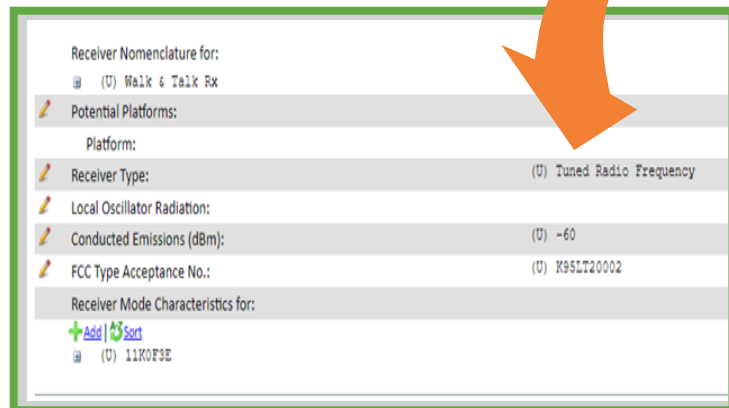 Receiver Nomenclature for:
(U) Walk & Talk Rx
Potential Platforms:
Platform:
Receiver Type: (U) Tuned Radio Frequency
Local Oscillator Radiation:
Conducted Emissions (dBm): (U) -60
FCC Type Acceptance No.: (U) K95LT20002
Receiver Mode Characteristics for:
Add | Sort
(U) 11K0F3E